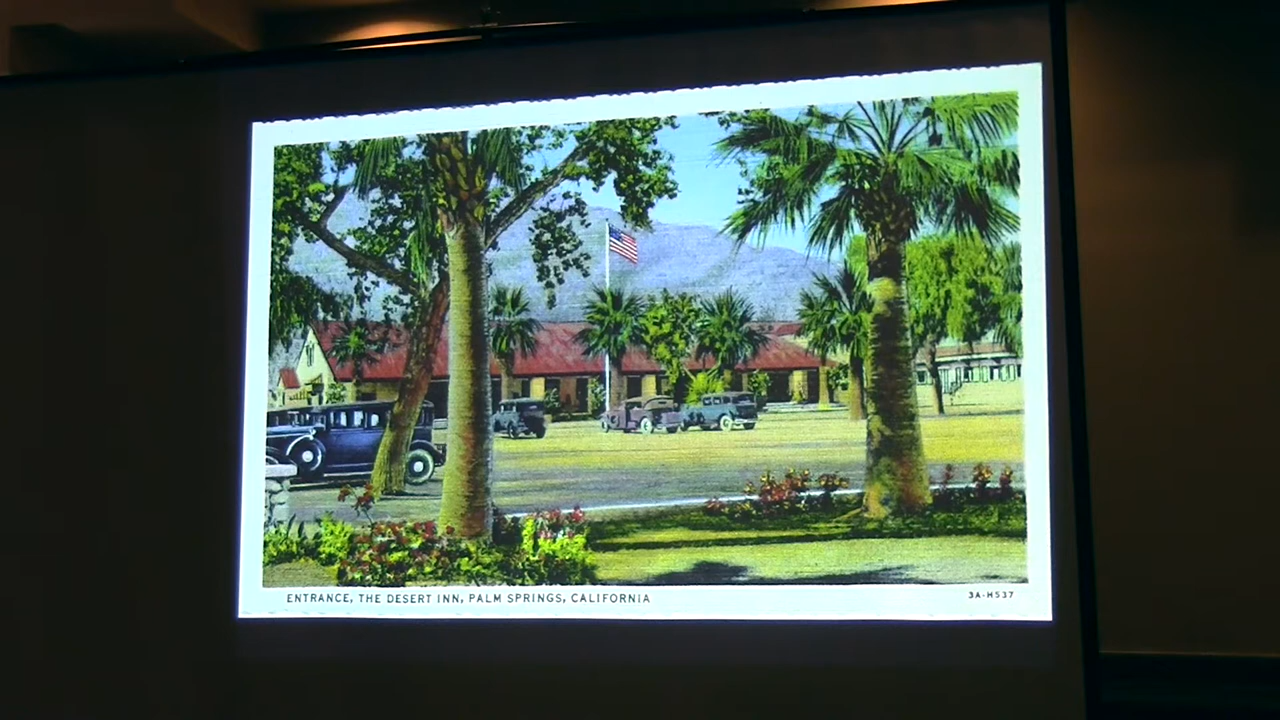 ENTRANCE, THE DESERT INN, PALM SPRINGS, CALIFORNIA
3A-H537